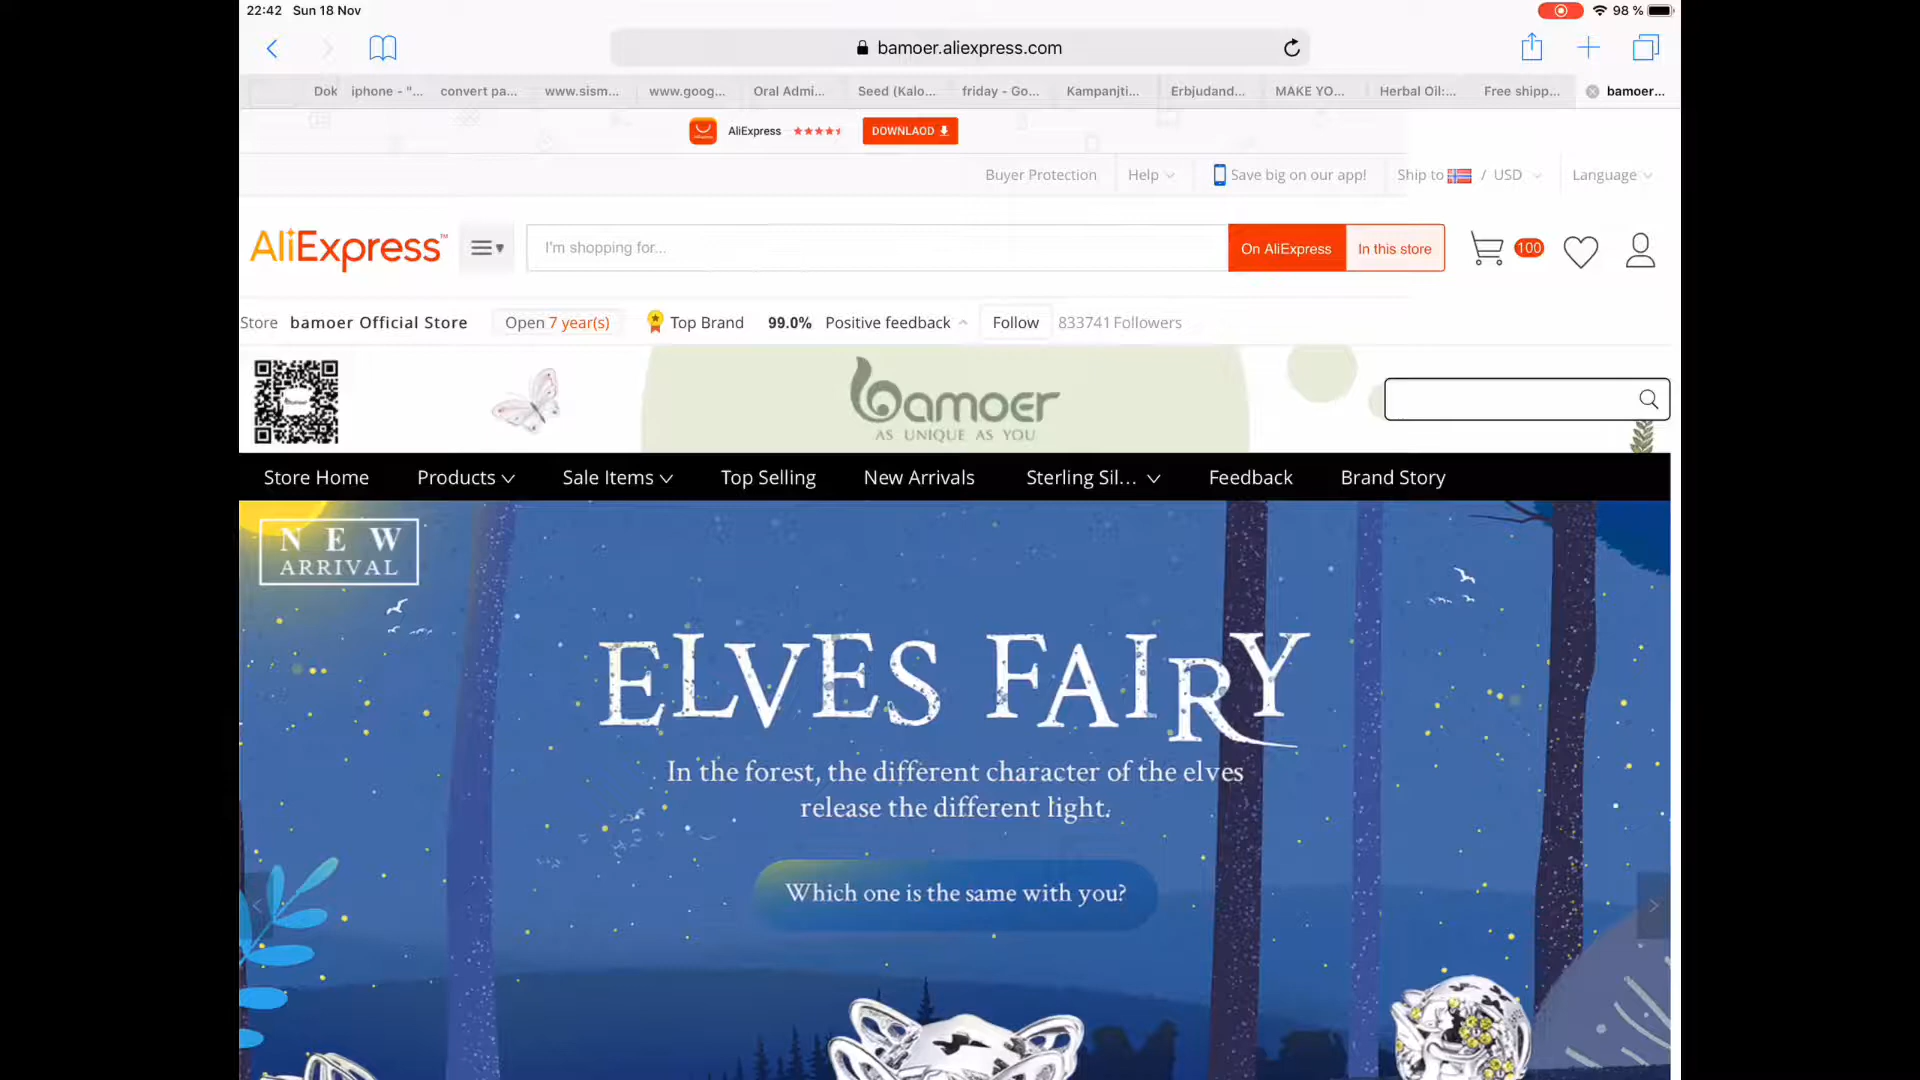 22:42 Sun 18 Nov
98 %
bamoer.aliexpress.com
Dok iphone - "... convert pa... www.sism... www.goog... Oral Admi... Seed (Kalo... friday - Go... Kampanjti... Erbjudand... MAKE YO... Herbal Oil:... Free shipp... bamoer...
AliExpress DOWNLAOD
Buyer Protection Help Save big on our app! Ship to / USD Language
AliExpress™ I'm shopping for... On AliExpress In this store 100
Store bamoer Official Store Open 7 year(s) Top Brand 99.0% Positive feedback Follow 833741 Followers
bamoer
AS UNIQUE AS YOU
Store Home Products Sale Items Top Selling New Arrivals Sterling Sil... Feedback Brand Story
NEW
ARRIVAL
ELVES FAIRY
In the forest, the different character of the elves
release the different light.
Which one is the same with you?